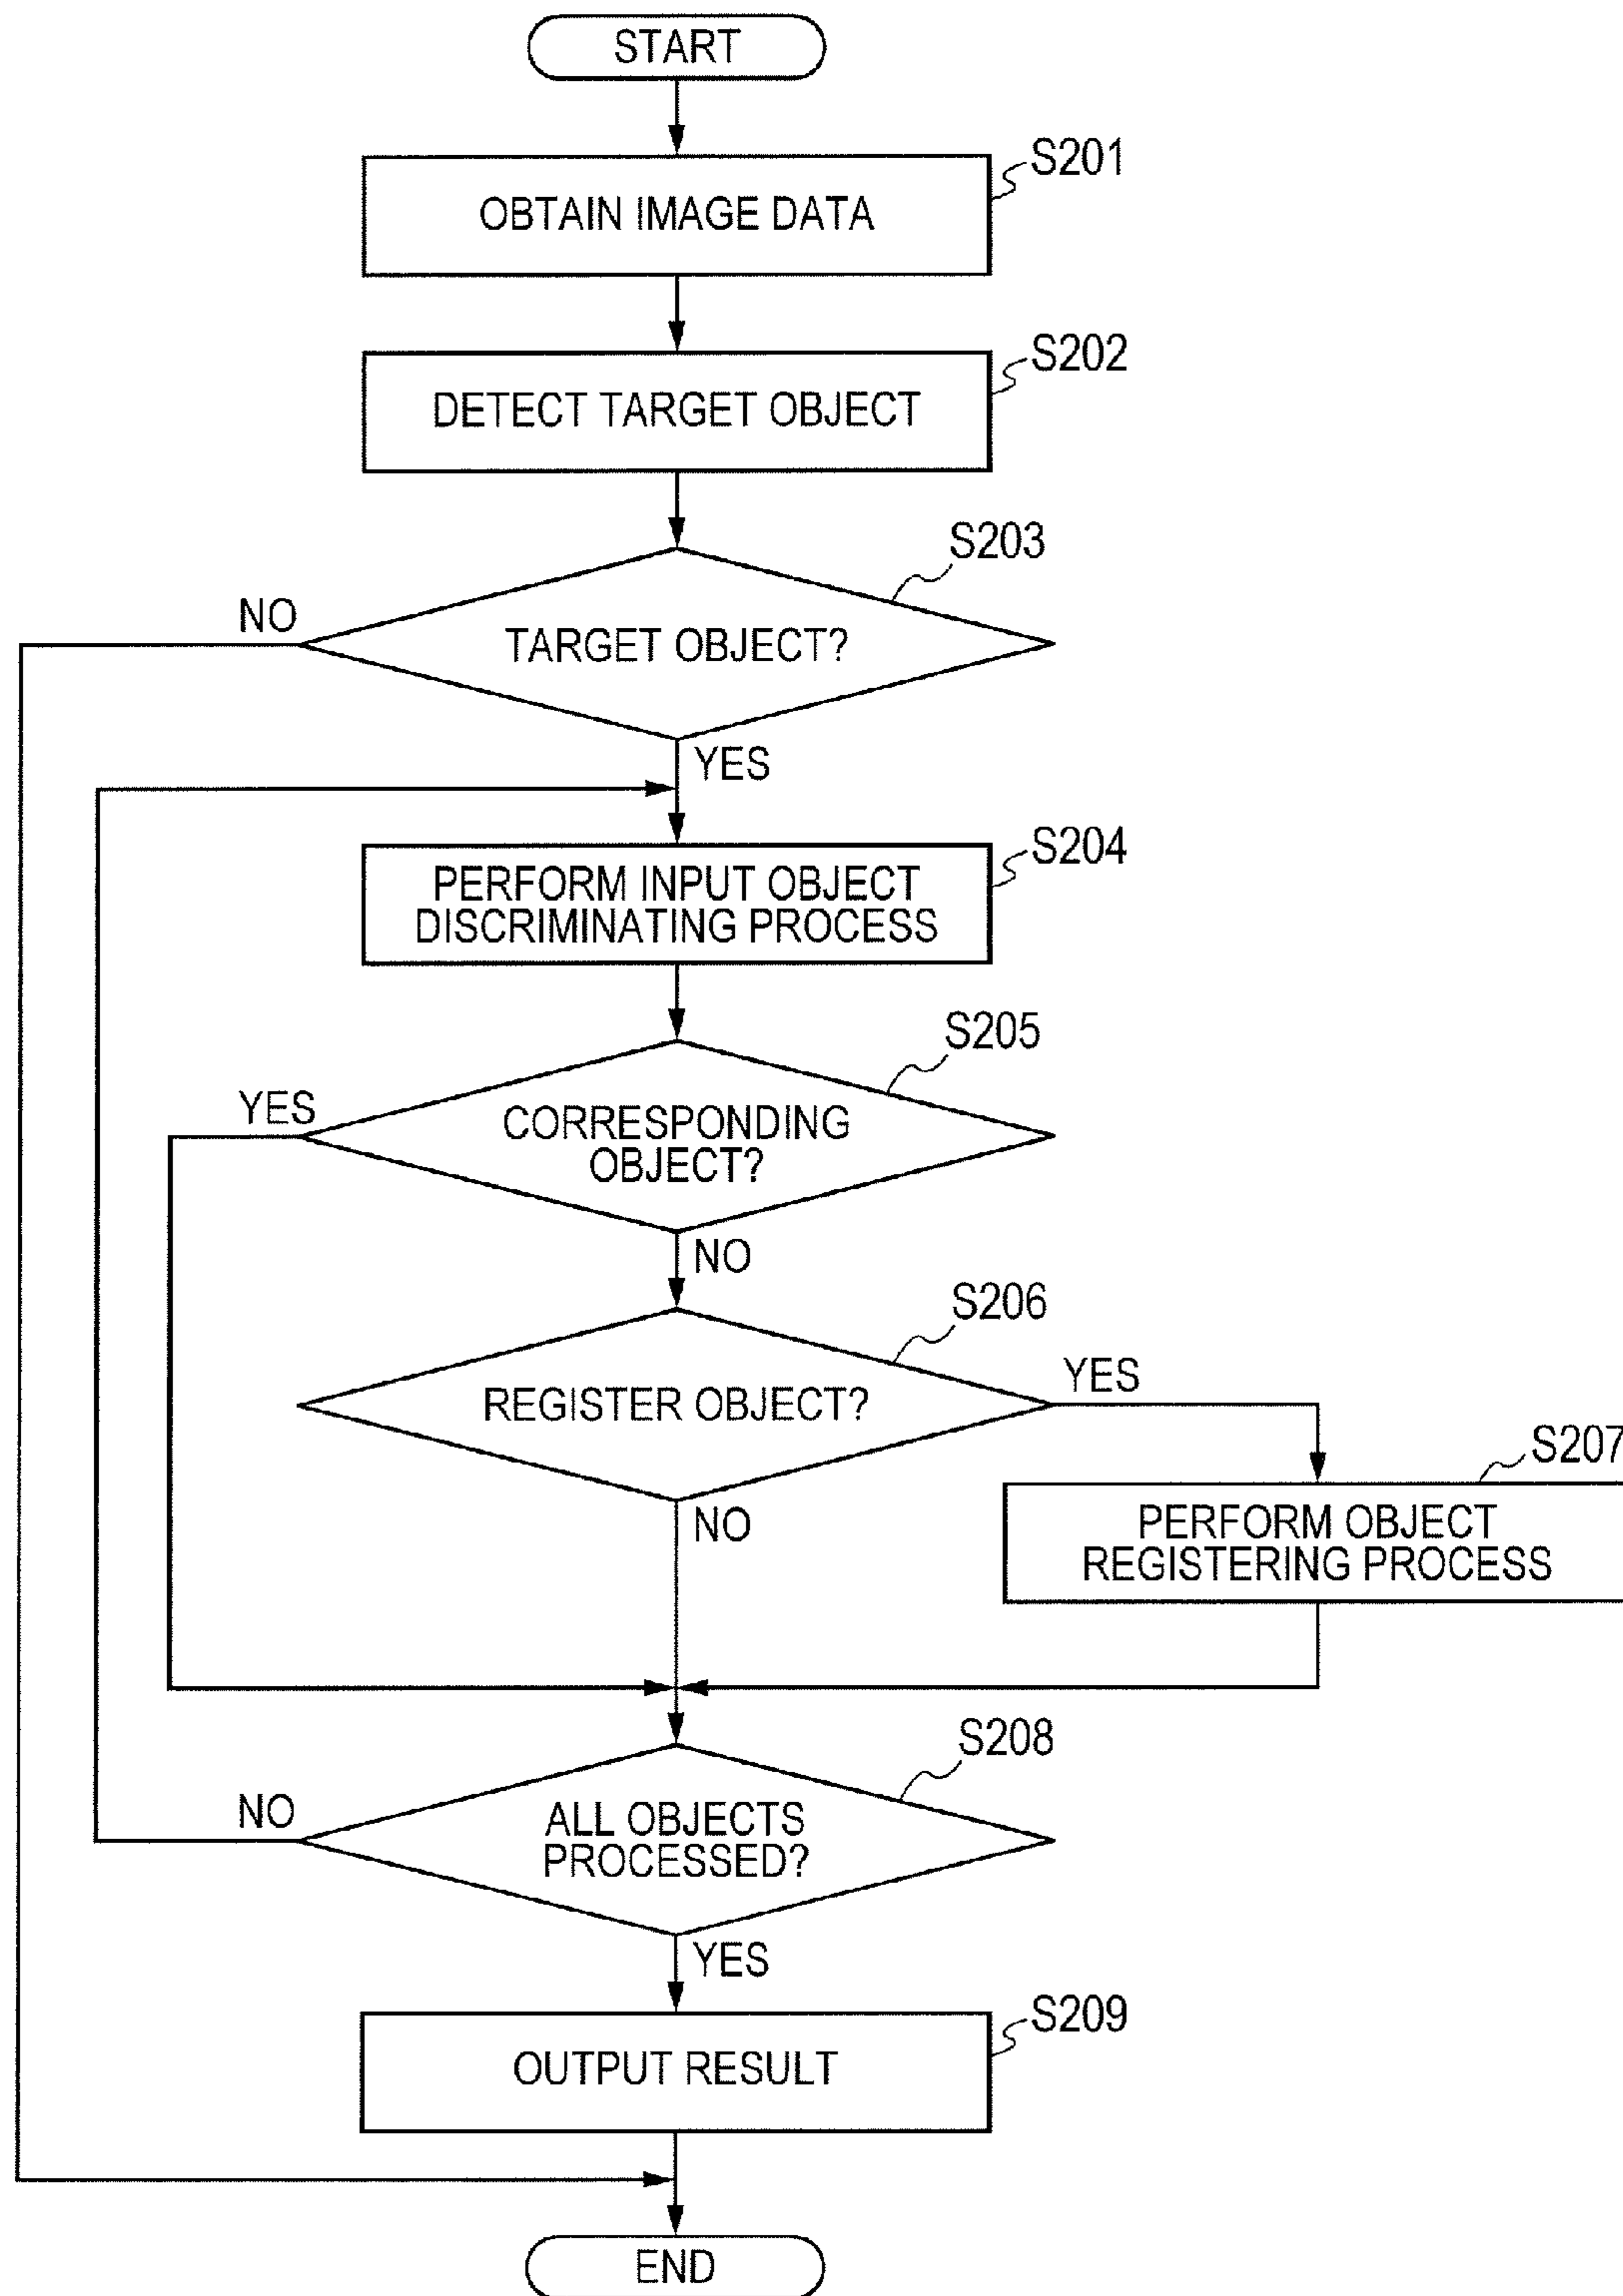 START
S201
OBTAIN IMAGE DATA
S202
DETECT TARGET OBJECT
S203
NO
TARGET OBJECT?
YES
S204
PERFORM INPUT OBJECT
DISCRIMINATING PROCESS
S205
YES
CORRESPONDING
OBJECT?
NO
S206
YES
REGISTER OBJECT?
S207
NO
PERFORM OBJECT
REGISTERING PROCESS
S208
NO
ALL OBJECTS
PROCESSED?
YES
S209
OUTPUT RESULT
END